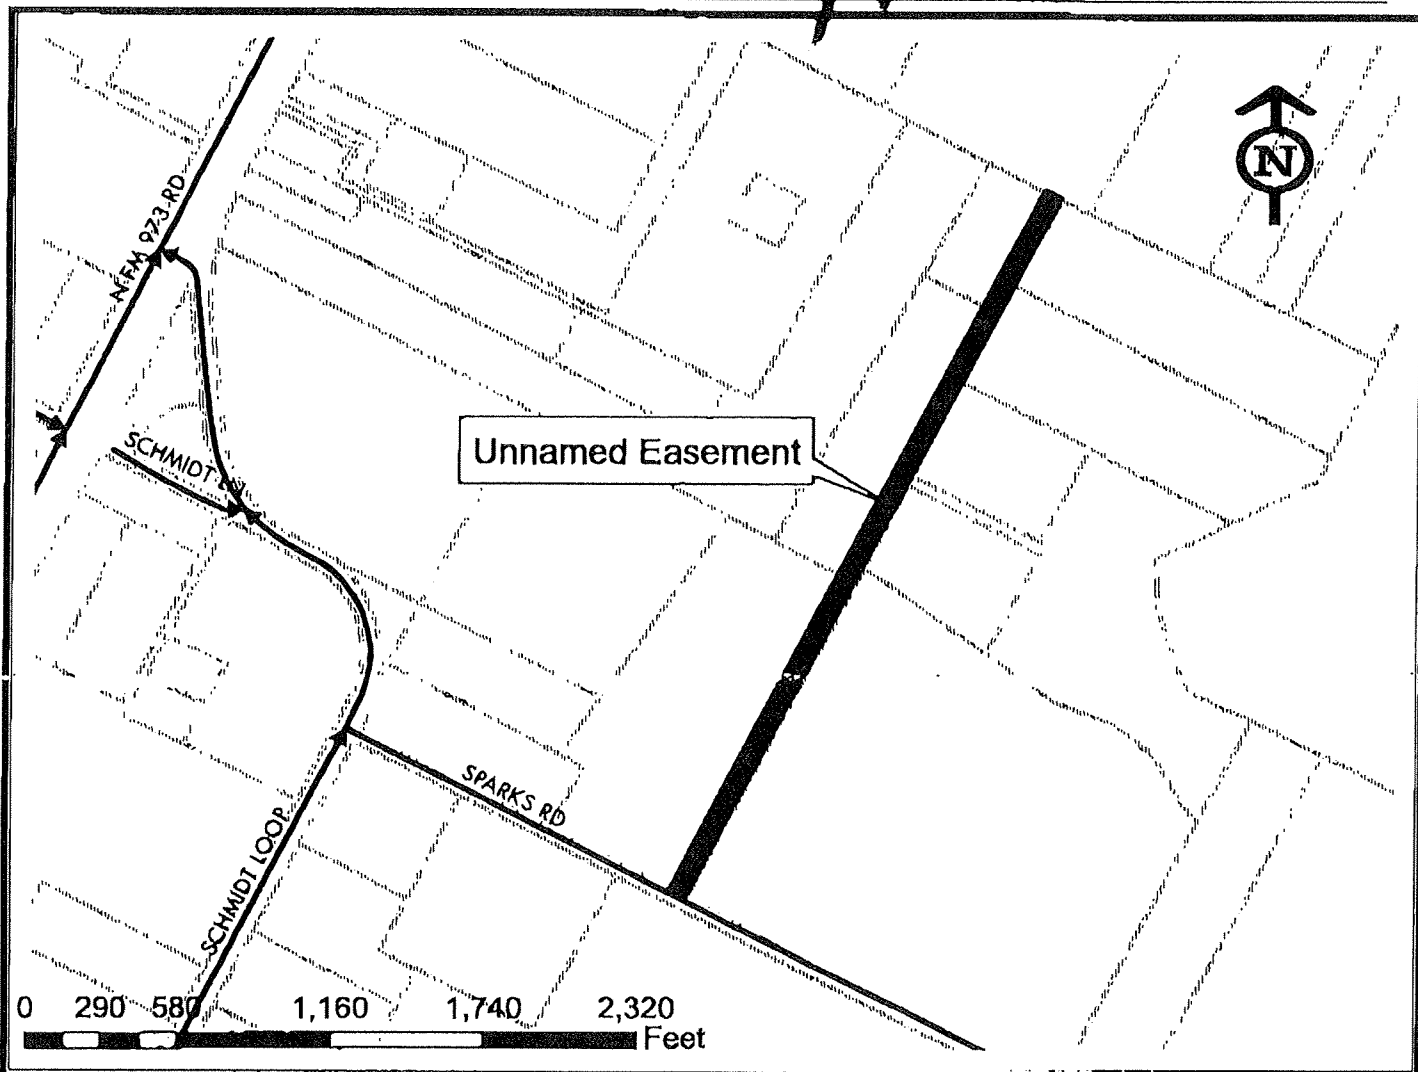 N
N FM 973 RD
SCHMIDT LN
Unnamed Easement
SPARKS RD
SCHMIDT LOOP
0 290 580 1,160 1,740 2,320
Feet